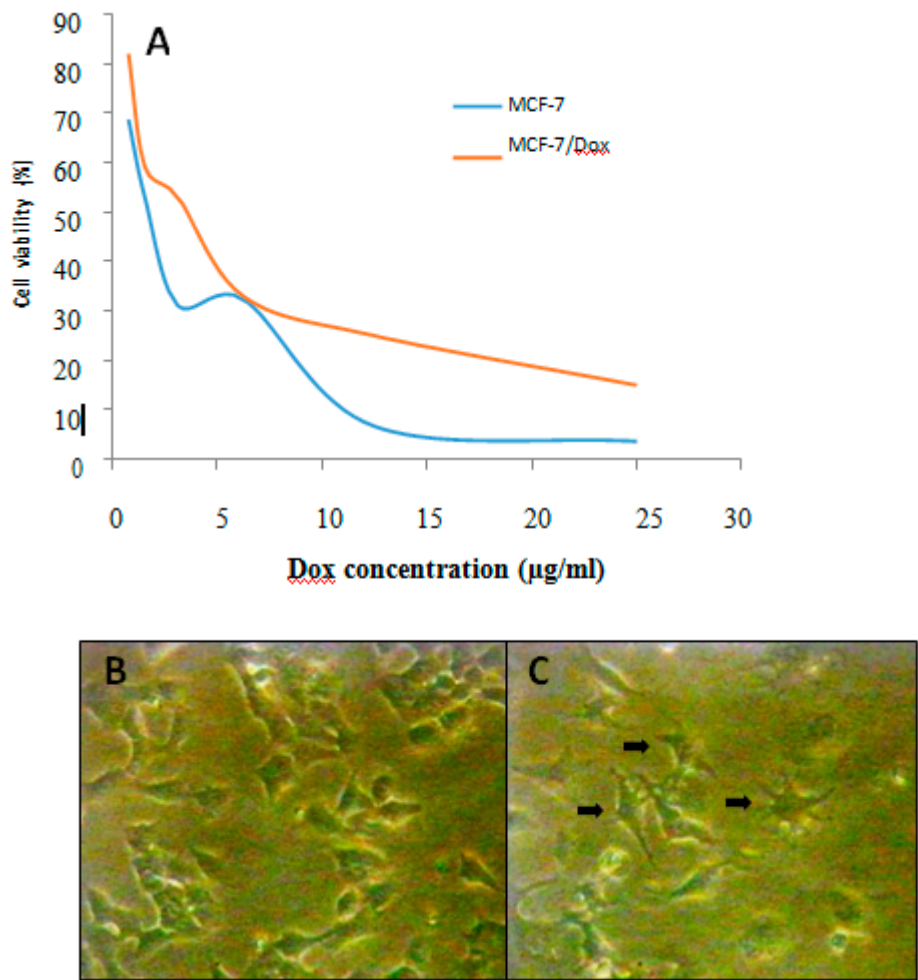 A
90
80
70
60
50
40
30
20
10
0
Cell viability (%)
MCF-7
MCF-7/Dox
0 5 10 15 20 25 30
Dox concentration (µg/ml)
B
C